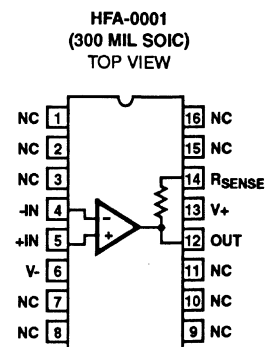 HFA-0001
(300 MIL SOIC)
TOP VIEW
NC 1 16 NC
NC 2 15 NC
NC 3 14 RSENSE
-IN 4 - 13 V+
+IN 5 + 12 OUT
V- 6 11 NC
NC 7 10 NC
NC 8 9 NC